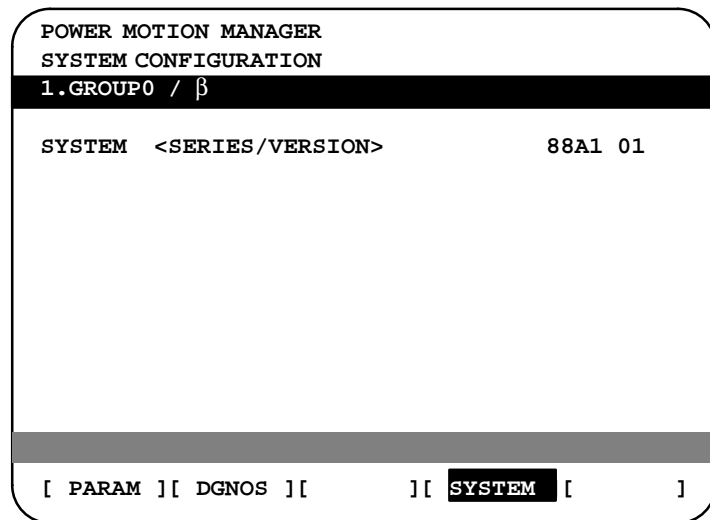 POWER MOTION MANAGER
SYSTEM CONFIGURATION
1.GROUP0 / β
SYSTEM <SERIES/VERSION> 88A1 01
[ PARAM ][ DGNOS ][ ][ SYSTEM [ ]